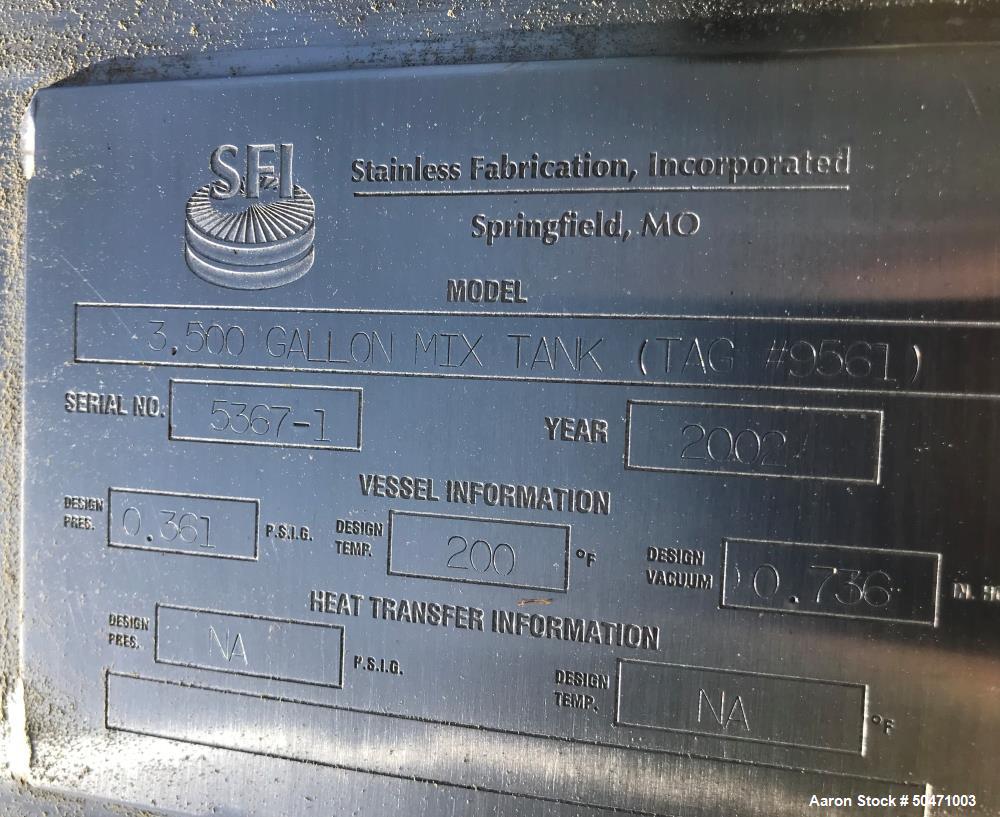 SFI
Stainless Fabrication, Incorporated
Springfield, MO
MODEL
3,500 GALLON MIX TANK (TAG #9561)
SERIAL NO. 5367-1 YEAR 2002
VESSEL INFORMATION
DESIGN PRES. 0.361 P.S.I.G. DESIGN TEMP. 200 °F DESIGN VACUUM 0.736 IN.
HEAT TRANSFER INFORMATION
DESIGN PRES. NA P.S.I.G. DESIGN TEMP. NA °F
Aaron Stock # 50471003